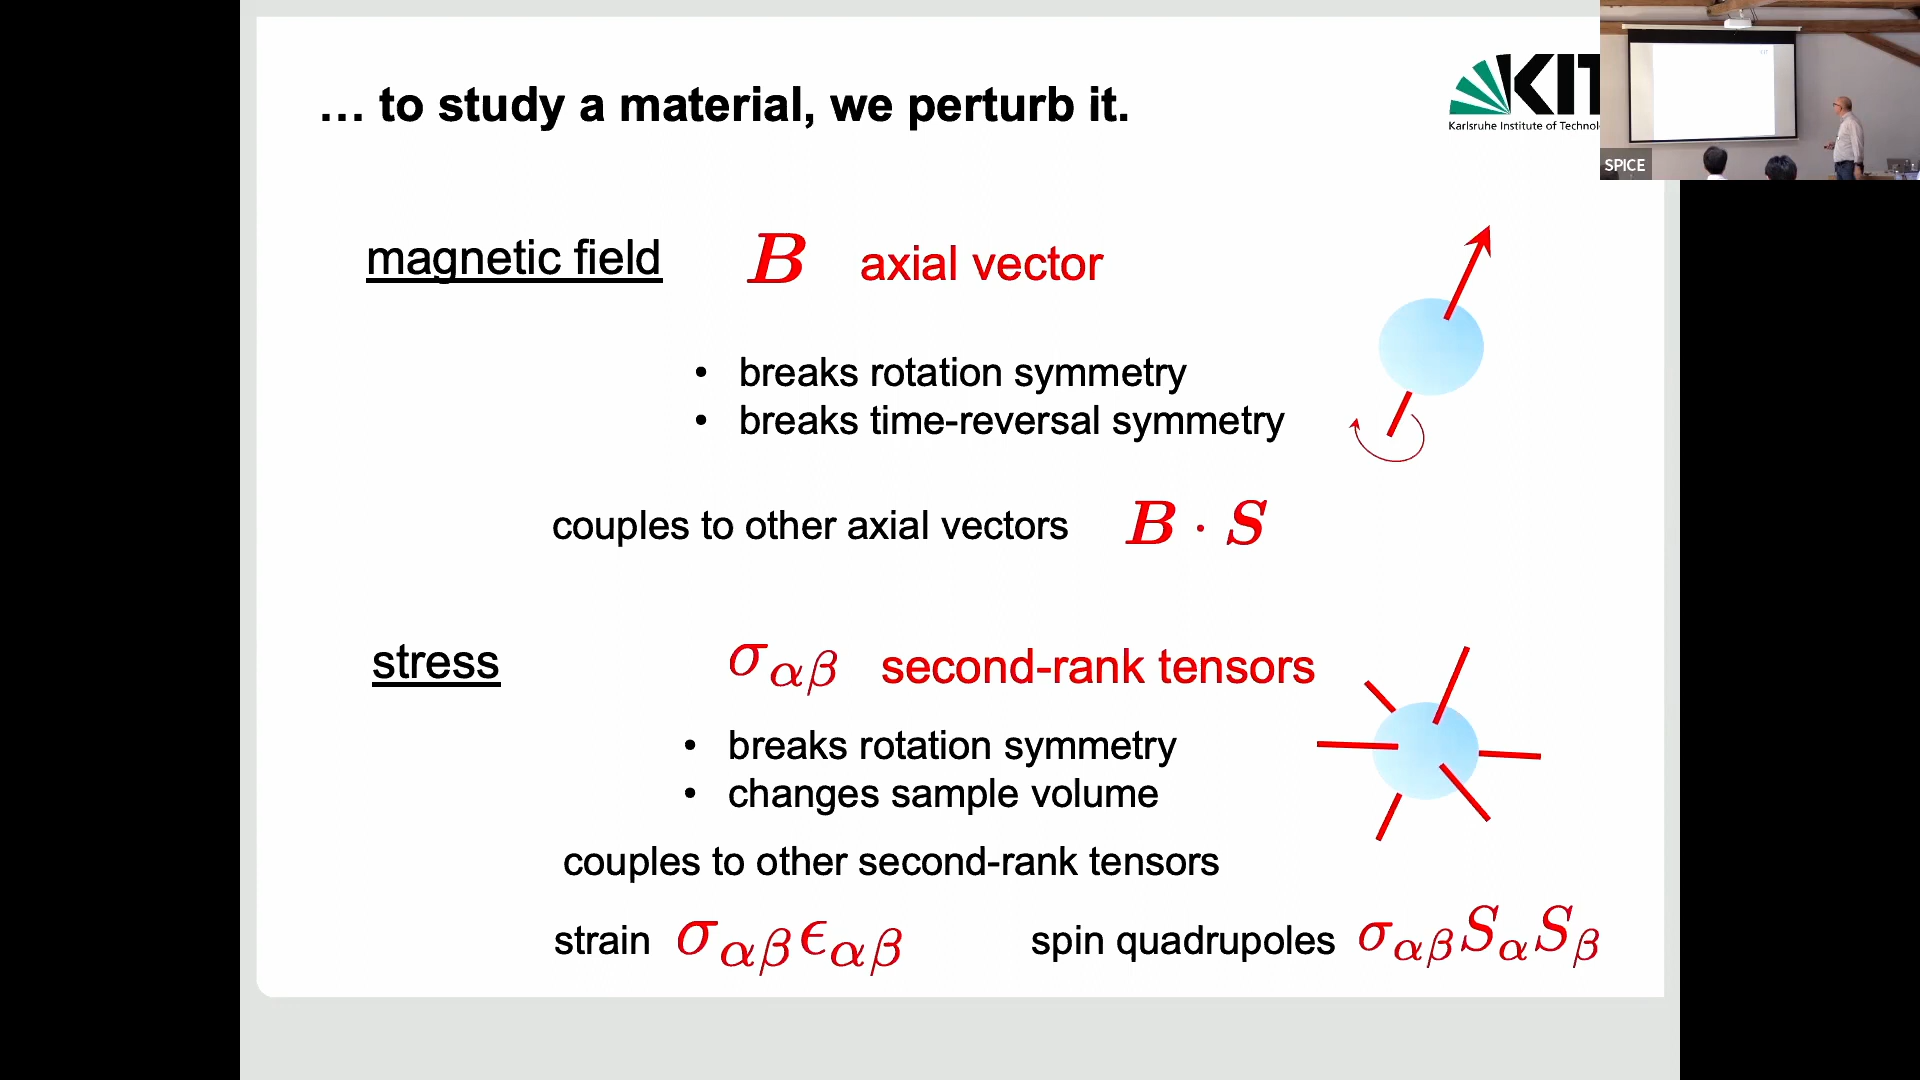 … to study a material, we perturb it.
KIT
Karlsruhe Institute of Technol
SPICE
magnetic field B axial vector
• breaks rotation symmetry
• breaks time-reversal symmetry
couples to other axial vectors B · S
stress σαβ second-rank tensors
• breaks rotation symmetry
• changes sample volume
couples to other second-rank tensors
strain σαβϵαβ spin quadrupoles σαβSαSβ